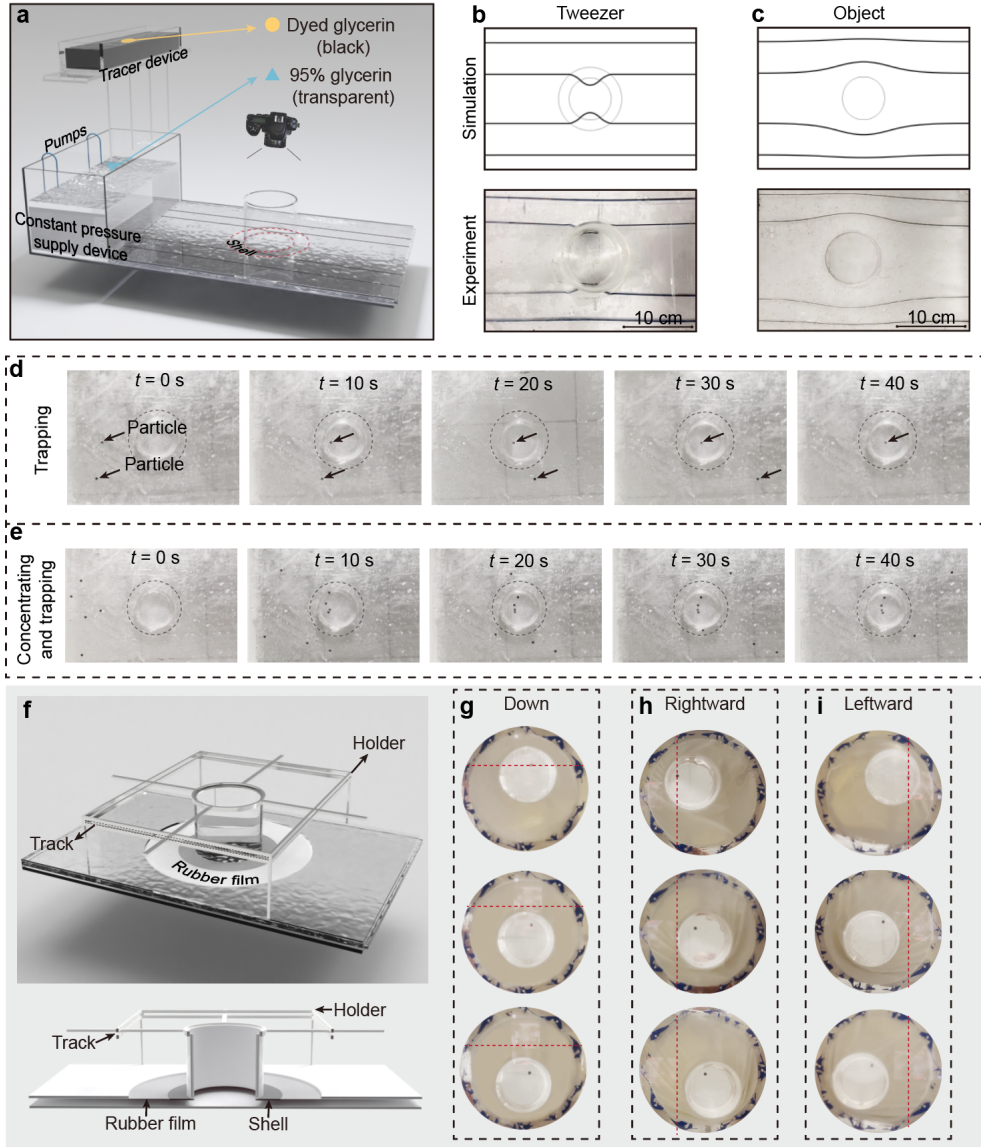 a
Dyed glycerin
(black)
Tracer device
95% glycerin
(transparent)
Pumps
Constant pressure
supply device
Shell
b
Tweezer
Simulation
Experiment
10 cm
c
Object
10 cm
d
Trapping
t = 0 s
t = 10 s
t = 20 s
t = 30 s
t = 40 s
Particle
Particle
e
Concentrating
and trapping
t = 0 s
t = 10 s
t = 20 s
t = 30 s
t = 40 s
f
Holder
Track
Rubber film
Holder
Track
Rubber film
Shell
g
Down
h
Rightward
i
Leftward